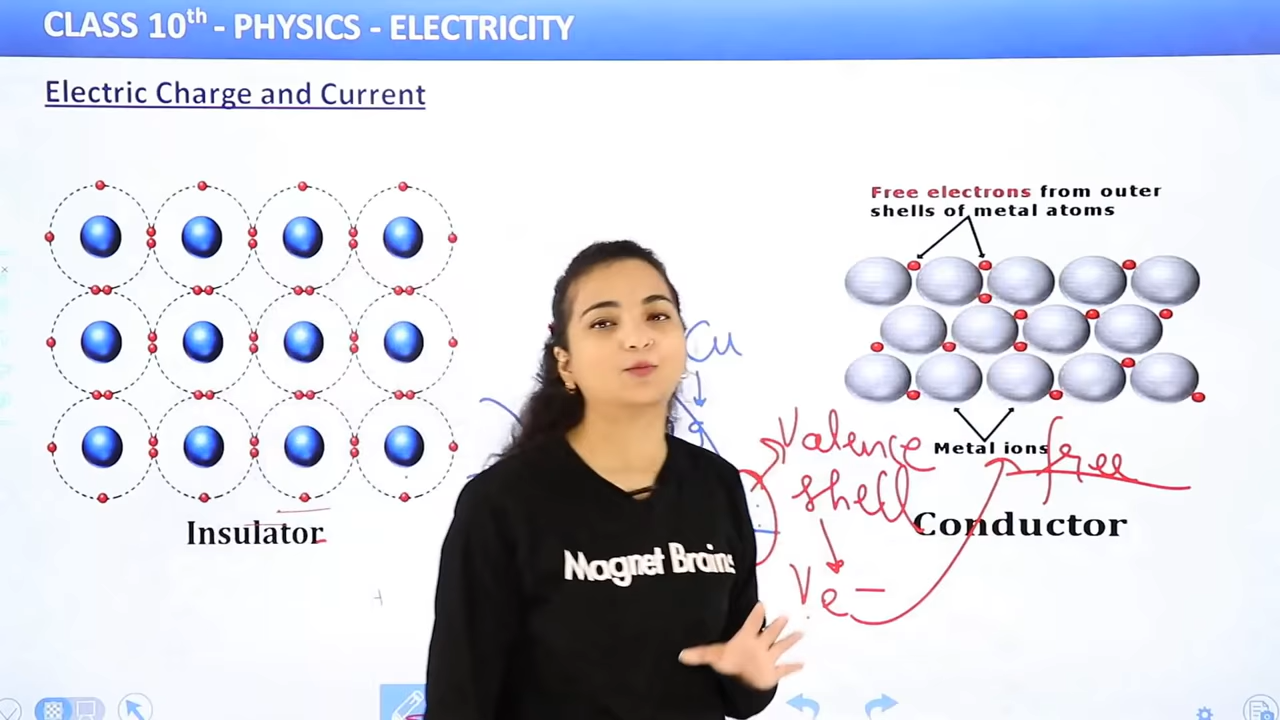 CLASS 10th - PHYSICS - ELECTRICITY
Electric Charge and Current
Free electrons from outer
shells of metal atoms
Cu
Metal ions
free
Valence
shell
Ve–
Insulator
Conductor
Magnet Brains